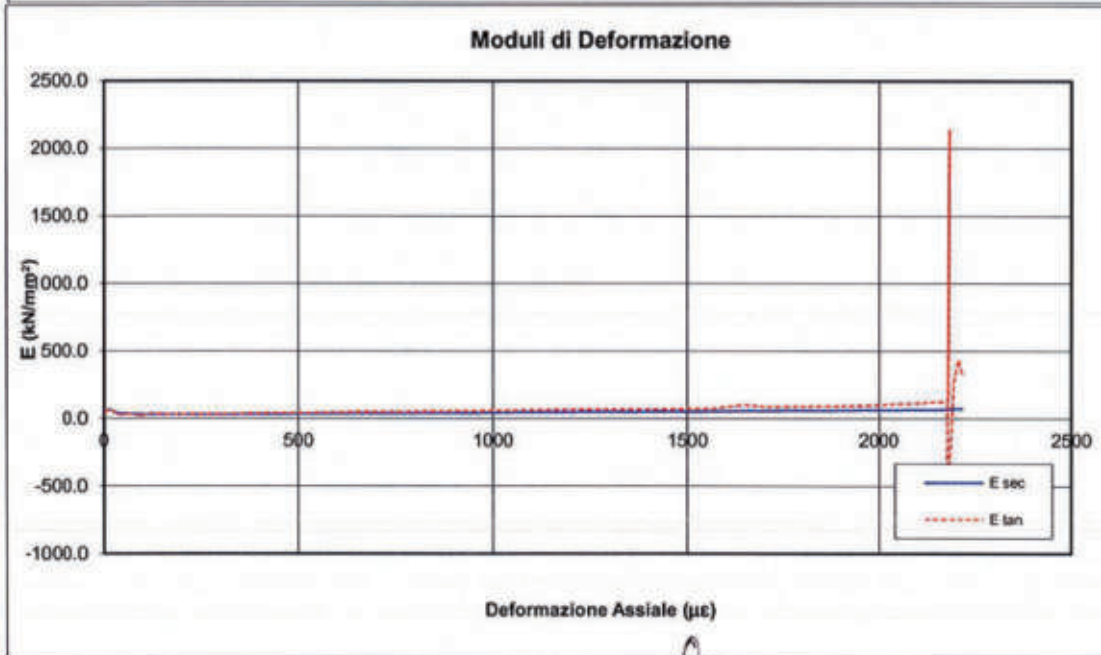 Moduli di Deformazione
2500.0
2000.0
1500.0
1000.0
500.0
0.0
-500.0
-1000.0
E (kN/mm²)
0 500 1000 1500 2000 2500
E sec
E tan
Deformazione Assiale (με)